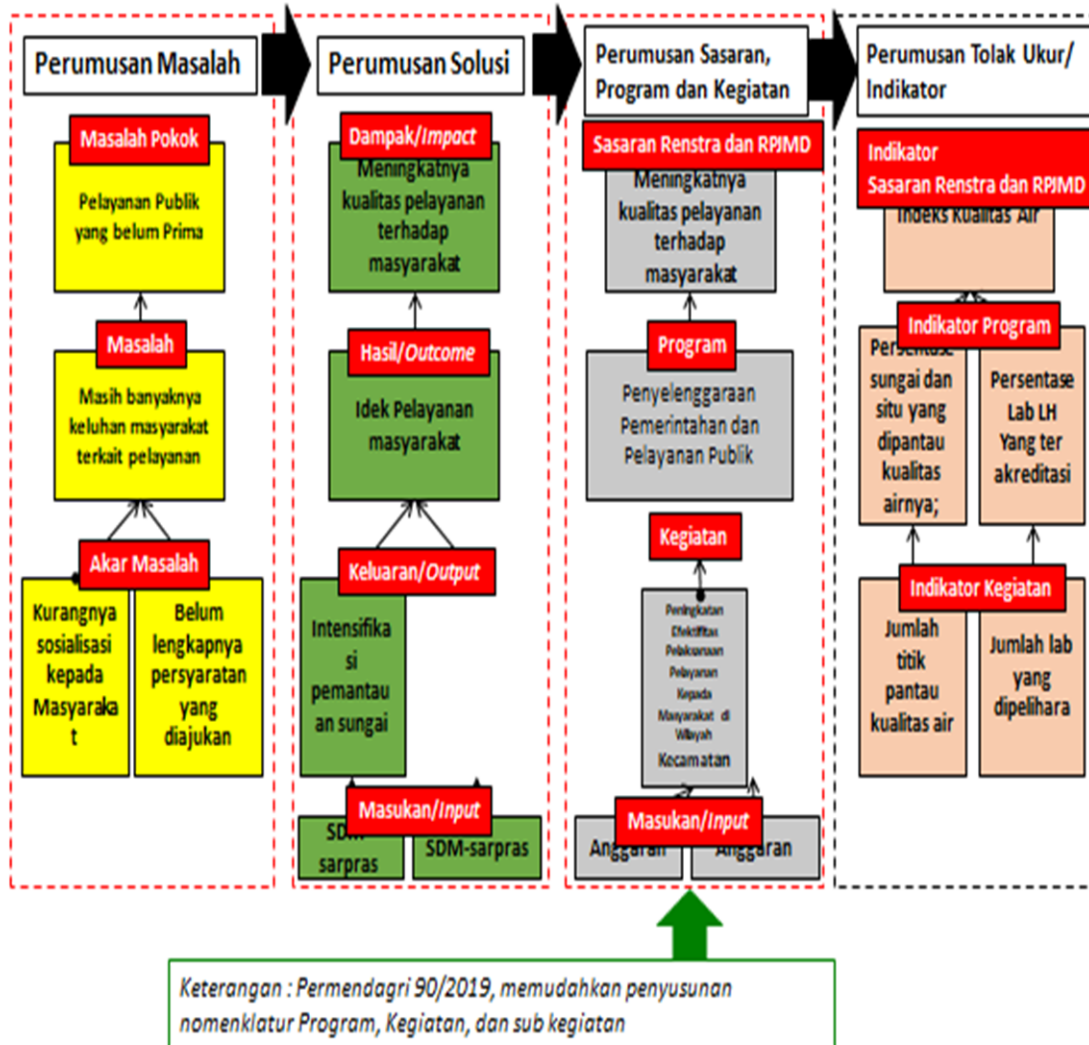 Perumusan Masalah
Masalah Pokok
Pelayanan Publik
yang belum Prima
Masalah
Masih banyaknya
keluhan masyarakat
terkait pelayanan
Akar Masalah
Kurangnya
sosialisasi
kepada
Masyaraka
t
Belum
lengkapnya
persyaratan
yang
diajukan
Perumusan Solusi
Dampak/Impact
Meningkatnya
kualitas pelayanan
terhadap
masyarakat
Hasil/Outcome
Idek Pelayanan
masyarakat
Keluaran/Output
Intensifika
si
pemantau
an sungai
Masukan/Input
SDM-
sarpras
SDM-sarpras
Perumusan Sasaran,
Program dan Kegiatan
Sasaran Renstra dan RPJMD
Meningkatnya
kualitas pelayanan
terhadap
masyarakat
Program
Penyelenggaraan
Pemerintahan dan
Pelayanan Publik
Kegiatan
Peningkatan
Efektifitas
Pelaksanaan
Pelayanan
Kepada
Masyarakat di
Wilayah
Kecamatan
Masukan/Input
Anggaran
Anggaran
Perumusan Tolak Ukur/
Indikator
Indikator
Sasaran Renstra dan RPJMD
Indeks Kualitas Air
Indikator Program
Persentase
sungai dan
situ yang
dipantau
kualitas
airnya;
Persentase
Lab LH
Yang ter
akreditasi
Indikator Kegiatan
Jumlah
titik
pantau
kualitas air
Jumlah lab
yang
dipelihara
Keterangan : Permendagri 90/2019, memudahkan penyusunan
nomenklatur Program, Kegiatan, dan sub kegiatan